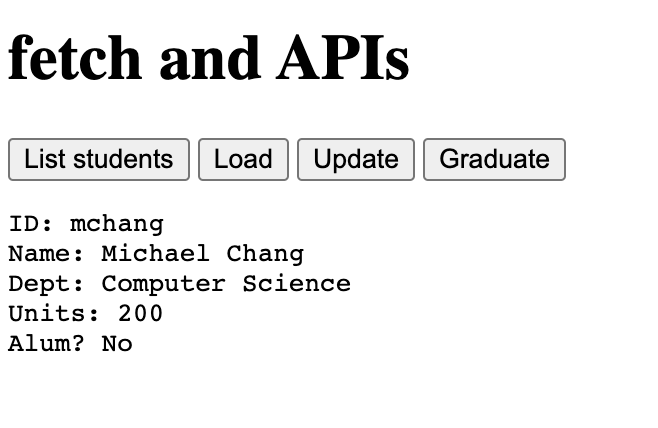 fetch and APIs
List students Load Update Graduate
ID: mchang
Name: Michael Chang
Dept: Computer Science
Units: 200
Alum? No